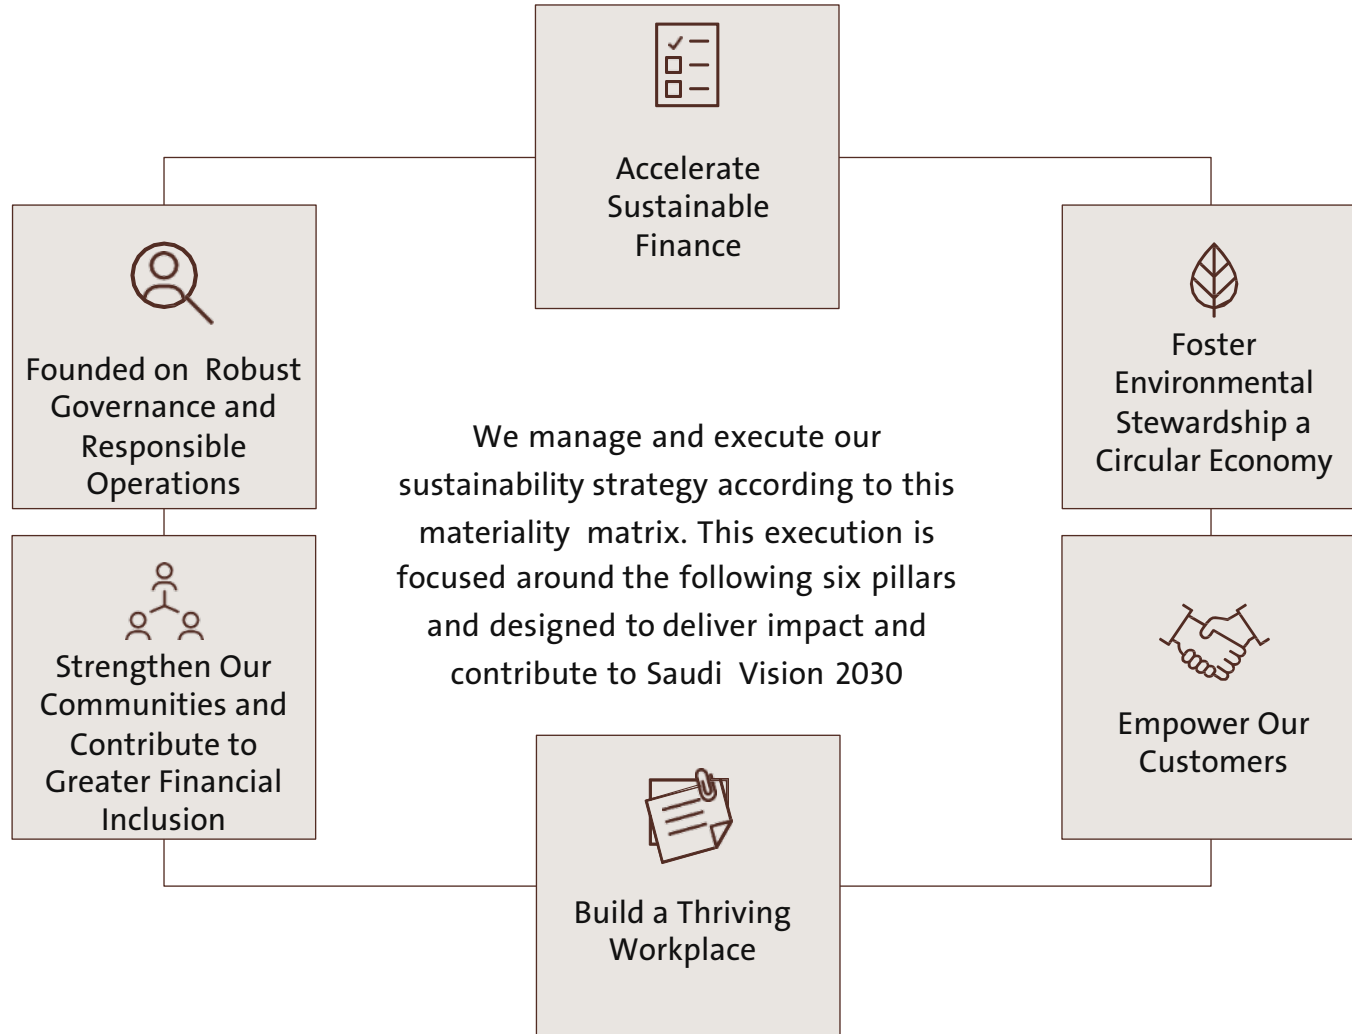 Accelerate
Sustainable
Finance
Founded on Robust
Governance and
Responsible
Operations
Foster
Environmental
Stewardship a
Circular Economy
We manage and execute our
sustainability strategy according to this
materiality matrix. This execution is
focused around the following six pillars
and designed to deliver impact and
contribute to Saudi Vision 2030
Strengthen Our
Communities and
Contribute to
Greater Financial
Inclusion
Empower Our
Customers
Build a Thriving
Workplace